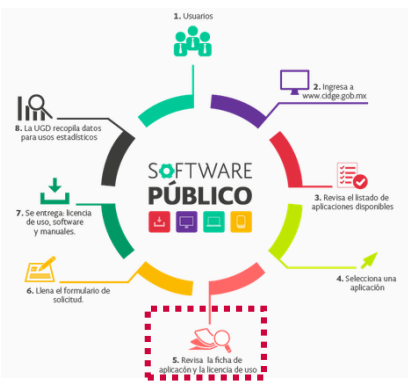 1. Usuarios
2. Ingresa a
www.cidge.gob.mx
3. Revisa el listado de
aplicaciones disponibles
4. Selecciona una
aplicación
5. Revisa la ficha de
aplicacón y la licencia de uso
6. Llena el formulario de
solicitud.
7. Se entrega: licencia
de uso, software
y manuales.
8. La UGD recopila datos
para usos estadísticos
SOFTWARE
PÚBLICO